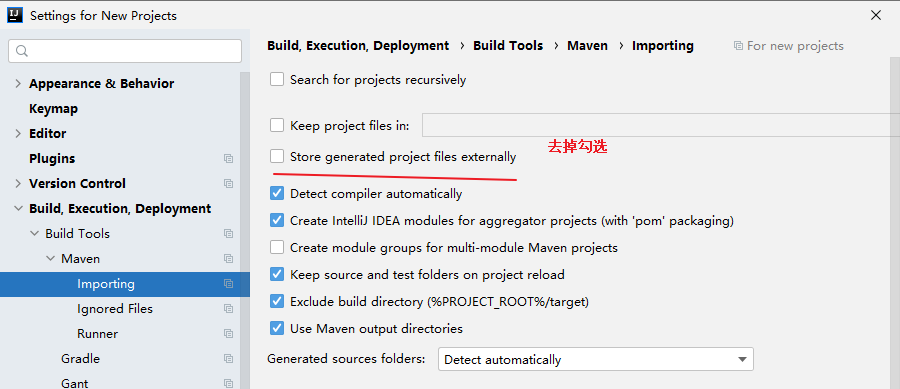 Settings for New Projects
Appearance & Behavior
Keymap
Editor
Plugins
Version Control
Build, Execution, Deployment
Build Tools
Maven
Importing
Ignored Files
Runner
Gradle
Gant
Build, Execution, Deployment › Build Tools › Maven › Importing
For new projects
Search for projects recursively
Keep project files in:
去掉勾选
Store generated project files externally
Detect compiler automatically
Create IntelliJ IDEA modules for aggregator projects (with 'pom' packaging)
Create module groups for multi-module Maven projects
Keep source and test folders on project reload
Exclude build directory (%PROJECT_ROOT%/target)
Use Maven output directories
Generated sources folders: Detect automatically